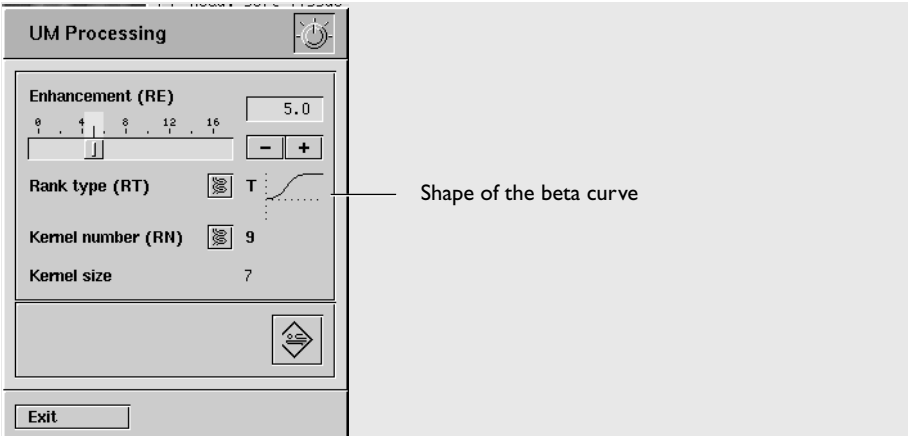 UM Processing
Enhancement (RE)
5.0
0 . 4 . 8 . 12 . 16
- +
Rank type (RT) T
Shape of the beta curve
Kernel number (RN) 9
Kernel size 7
Exit